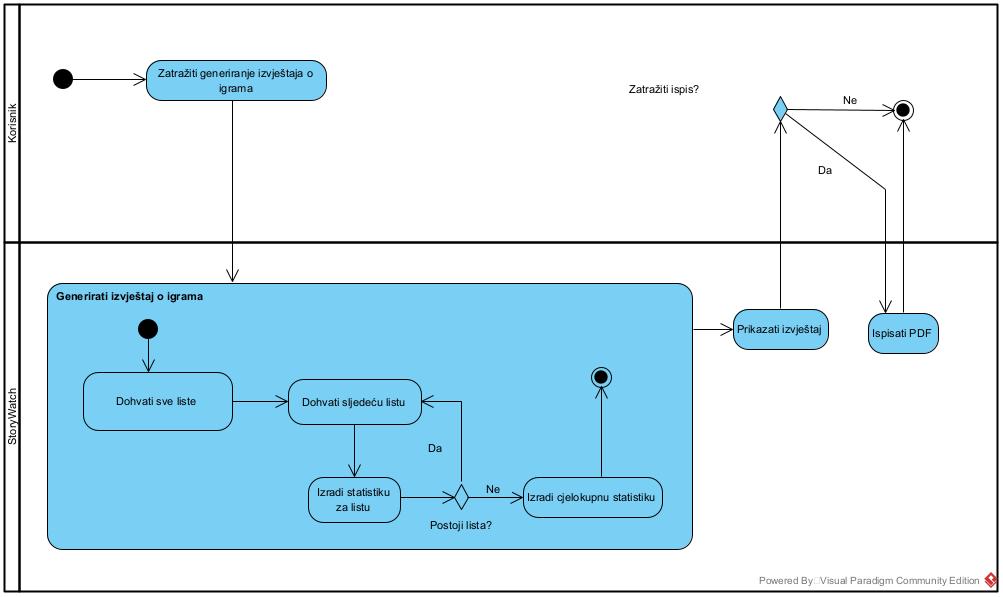 Korisnik
Zatražiti generiranje izvještaja o
igrama
Zatražiti ispis?
Ne
Da
StoryWatch
Generirati izvještaj o igrama
Dohvati sve liste
Dohvati sljedeću listu
Da
Izradi statistiku
za listu
Ne
Izradi cjelokupnu statistiku
Postoji lista?
Prikazati izvještaj
Ispisati PDF
Powered By Visual Paradigm Community Edition